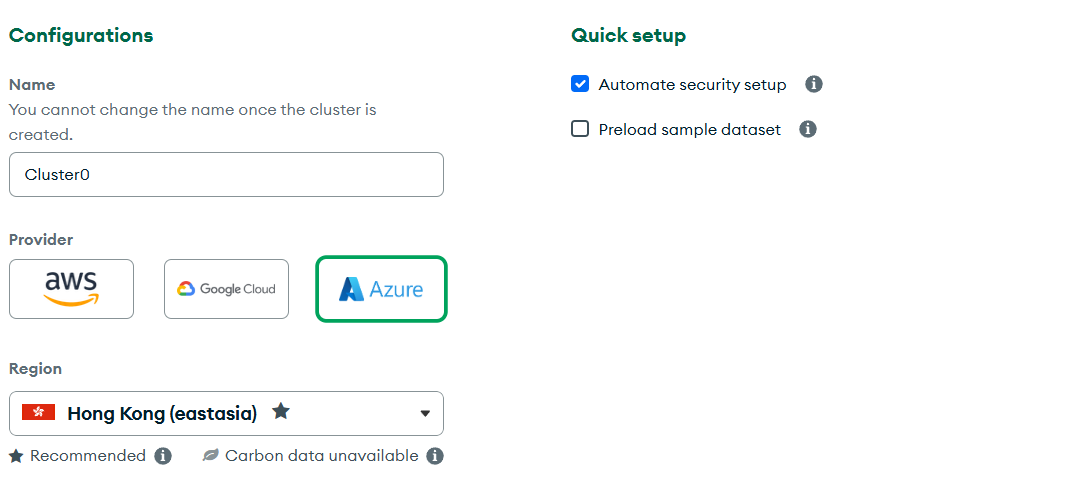 Configurations
Name
You cannot change the name once the cluster is
created.
Cluster0
Provider
aws
Google Cloud
Azure
Region
Hong Kong (eastasia)
Recommended
Carbon data unavailable
Quick setup
Automate security setup
Preload sample dataset